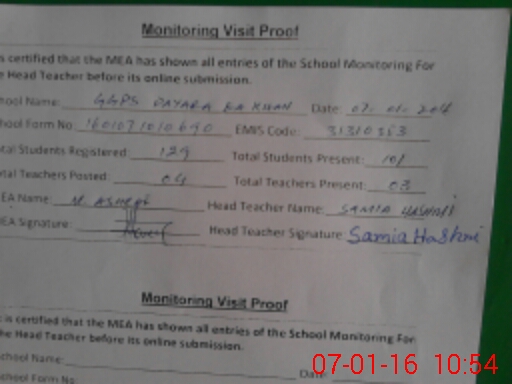 Monitoring Visit Proof
s certified that the MEA has shown all entries of the School Monitoring For
e Head Teacher before its online submission.
hool Name: GGPS DAYARA Date: 07-01-2016
hool Form No: EMIS Code: 31310353
tal Students Registered: 129 Total Students Present: 101
tal Teachers Posted: 04 Total Teachers Present: 03
EA Name: M. ASHRAF Head Teacher Name: SAMIA HASHMI
EA Signature: Head Teacher Signature: Samia Hashmi
Monitoring Visit Proof
t is certified that the MEA has shown all entries of the School Monitoring For
he Head Teacher before its online submission.
chool Name: Date:
chool Form No:
07-01-16 10:54